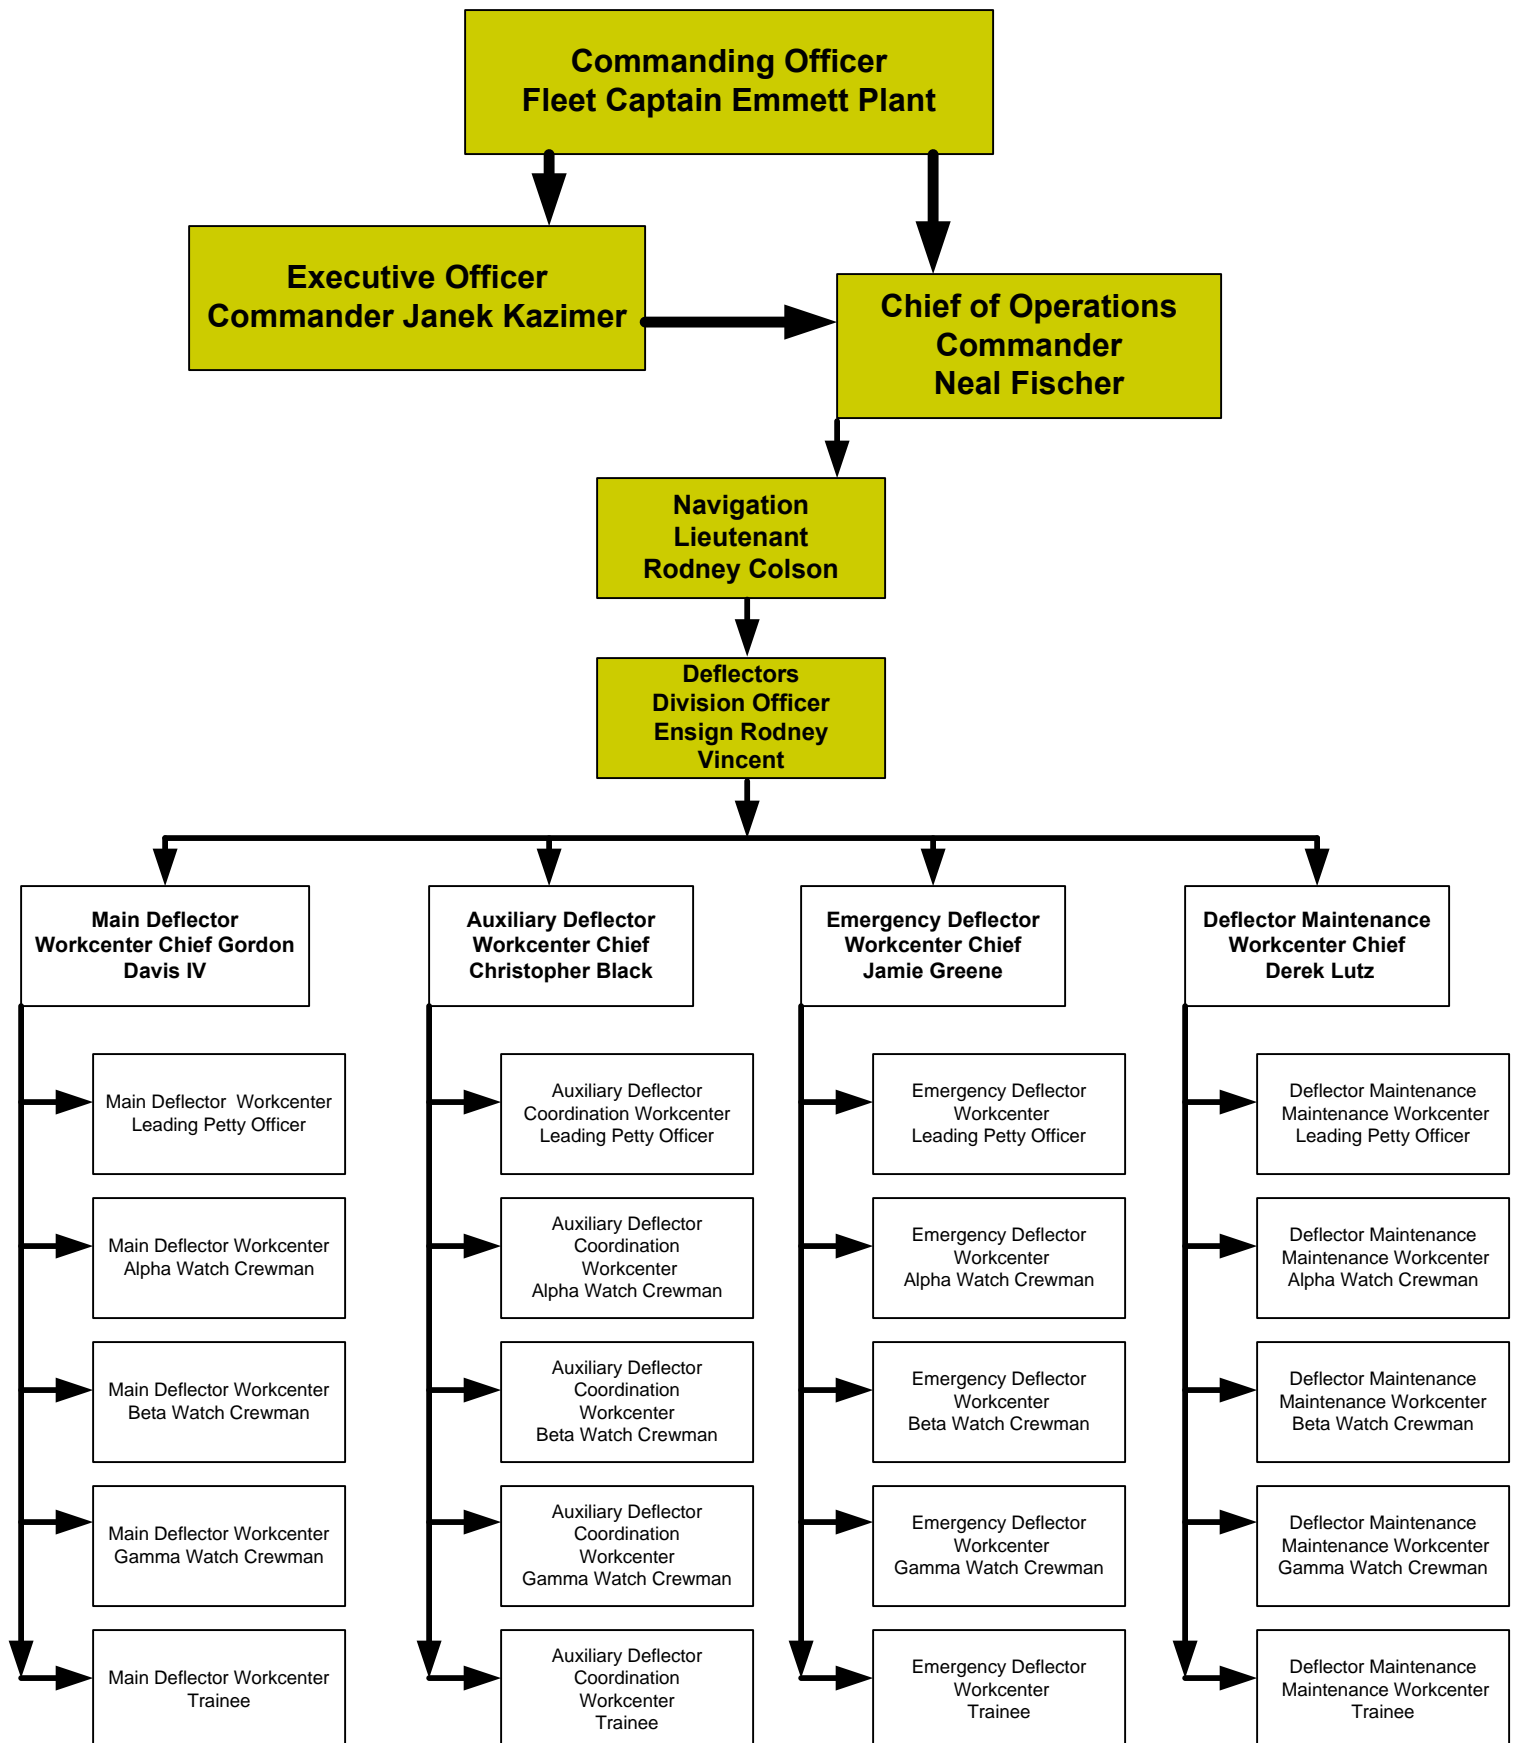 Commanding Officer
Fleet Captain Emmett Plant
Executive Officer
Commander Janek Kazimer
Chief of Operations
Commander
Neal Fischer
Navigation
Lieutenant
Rodney Colson
Deflectors
Division Officer
Ensign Rodney
Vincent
Main Deflector
Workcenter Chief Gordon
Davis IV
Auxiliary Deflector
Workcenter Chief
Christopher Black
Emergency Deflector
Workcenter Chief
Jamie Greene
Deflector Maintenance
Workcenter Chief
Derek Lutz
Main Deflector Workcenter
Leading Petty Officer
Auxiliary Deflector
Coordination Workcenter
Leading Petty Officer
Emergency Deflector
Workcenter
Leading Petty Officer
Deflector Maintenance
Maintenance Workcenter
Leading Petty Officer
Main Deflector Workcenter
Alpha Watch Crewman
Auxiliary Deflector
Coordination
Workcenter
Alpha Watch Crewman
Emergency Deflector
Workcenter
Alpha Watch Crewman
Deflector Maintenance
Maintenance Workcenter
Alpha Watch Crewman
Main Deflector Workcenter
Beta Watch Crewman
Auxiliary Deflector
Coordination
Workcenter
Beta Watch Crewman
Emergency Deflector
Workcenter
Beta Watch Crewman
Deflector Maintenance
Maintenance Workcenter
Beta Watch Crewman
Main Deflector Workcenter
Gamma Watch Crewman
Auxiliary Deflector
Coordination
Workcenter
Gamma Watch Crewman
Emergency Deflector
Workcenter
Gamma Watch Crewman
Deflector Maintenance
Maintenance Workcenter
Gamma Watch Crewman
Main Deflector Workcenter
Trainee
Auxiliary Deflector
Coordination
Workcenter
Trainee
Emergency Deflector
Workcenter
Trainee
Deflector Maintenance
Maintenance Workcenter
Trainee